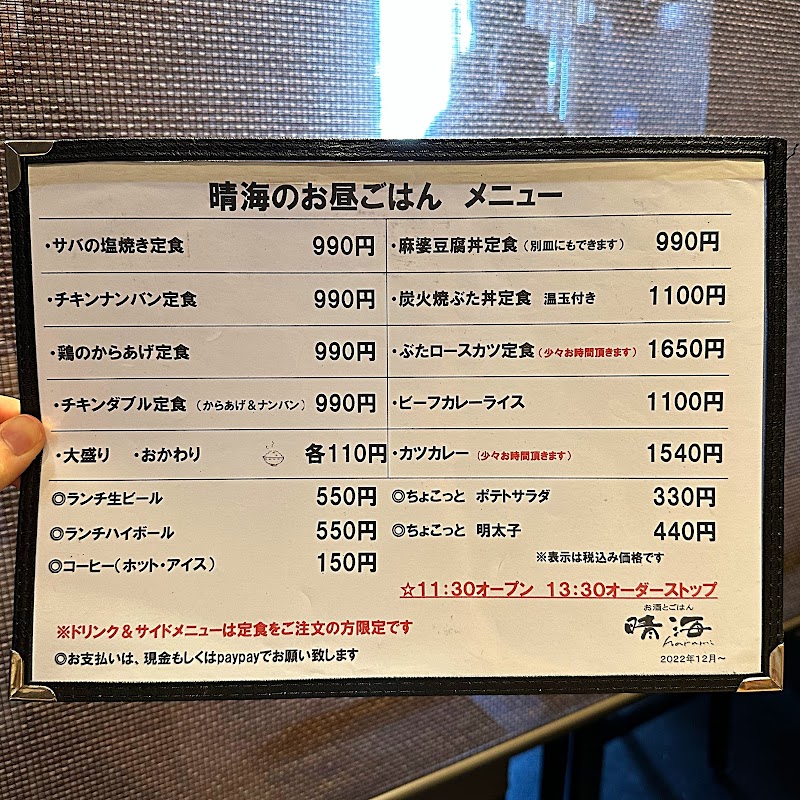 晴海のお昼ごはん メニュー
・サバの塩焼き定食 990円
・チキンナンバン定食 990円
・鶏のからあげ定食 990円
・チキンダブル定食 (からあげ&ナンバン) 990円
・大盛り ・おかわり 各110円
・麻婆豆腐丼定食 (別皿にもできます) 990円
・炭火焼ぶた丼定食 温玉付き 1100円
・ぶたロースカツ定食 (少々お時間頂きます) 1650円
・ビーフカレーライス 1100円
・カツカレー (少々お時間頂きます) 1540円
◎ランチ生ビール 550円
◎ランチハイボール 550円
◎コーヒー(ホット・アイス) 150円
◎ちょこっと ポテトサラダ 330円
◎ちょこっと 明太子 440円
※表示は税込み価格です
☆11:30オープン 13:30オーダーストップ
※ドリンク&サイドメニューは定食をご注文の方限定です
◎お支払いは、現金もしくはpaypayでお願い致します
お酒とごはん
晴海
harumi
2022年12月~